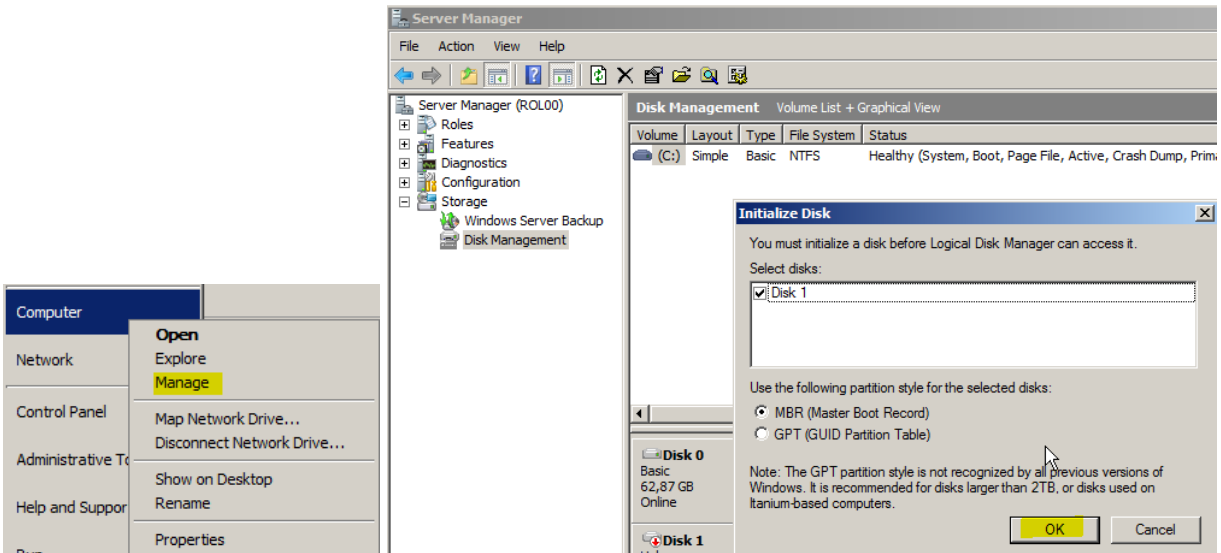 Computer
Network
Control Panel
Administrative To
Help and Suppor
Open
Explore
Manage
Map Network Drive...
Disconnect Network Drive...
Show on Desktop
Rename
Properties
Server Manager
File Action View Help
Server Manager (ROL00)
Roles
Features
Diagnostics
Configuration
Storage
Windows Server Backup
Disk Management
Disk Management Volume List + Graphical View
Volume Layout Type File System Status
(C:) Simple Basic NTFS Healthy (System, Boot, Page File, Active, Crash Dump, Prima
Disk 0
Basic
62,87 GB
Online
Disk 1
Initialize Disk
You must initialize a disk before Logical Disk Manager can access it.
Select disks:
Disk 1
Use the following partition style for the selected disks:
MBR (Master Boot Record)
GPT (GUID Partition Table)
Note: The GPT partition style is not recognized by all previous versions of
Windows. It is recommended for disks larger than 2TB, or disks used on
Itanium-based computers.
OK Cancel